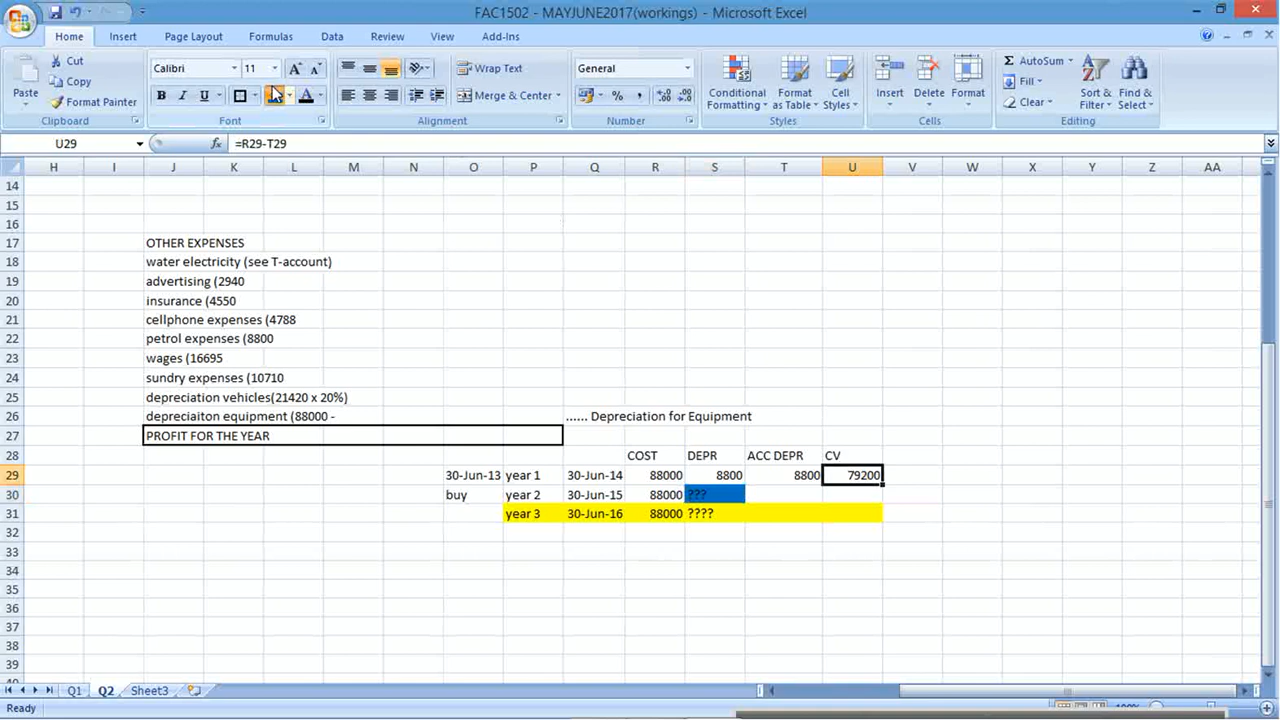 FAC1502 - MAYJUNE2017(workings) - Microsoft Excel
Home Insert Page Layout Formulas Data Review View Add-Ins
Paste
Cut
Copy
Format Painter
Clipboard
Calibri 11
B I U A
Font
Wrap Text
Merge & Center
Alignment
General
% ,
Number
Conditional Formatting
Format as Table
Cell Styles
Styles
Insert Delete Format
Cells
Σ AutoSum
Fill
Clear
Sort & Filter
Find & Select
Editing
U29 fx =R29-T29
H I J K L M N O P Q R S T U V W X Y Z AA
14
15
16
17 OTHER EXPENSES
18 water electricity (see T-account)
19 advertising (2940
20 insurance (4550
21 cellphone expenses (4788
22 petrol expenses (8800
23 wages (16695
24 sundry expenses (10710
25 depreciation vehicles(21420 x 20%)
26 depreciaiton equipment (88000 - ...... Depreciation for Equipment
27 PROFIT FOR THE YEAR
28 COST DEPR ACC DEPR CV
29 30-Jun-13 year 1 30-Jun-14 88000 8800 8800 79200
30 buy year 2 30-Jun-15 88000 ???
31 year 3 30-Jun-16 88000 ????
32
33
34
35
36
37
38
39
Q1 Q2 Sheet3
Ready 100%